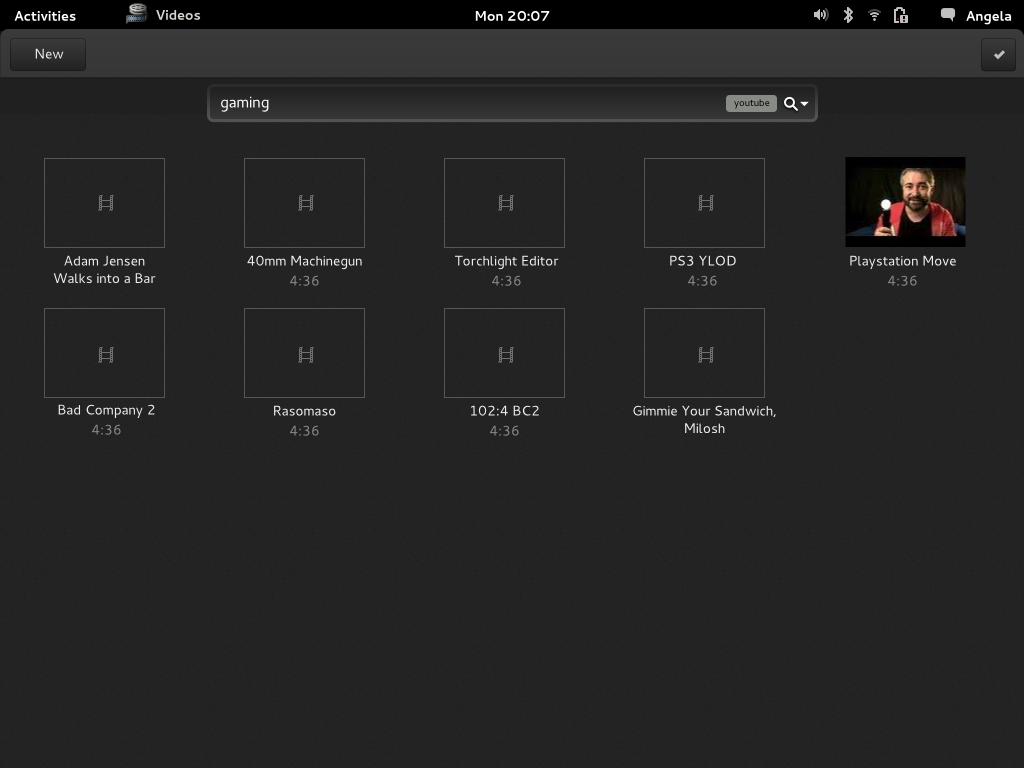 Activities Videos Mon 20:07 Angela
New
gaming youtube
Adam Jensen
Walks into a Bar
40mm Machinegun
4:36
Torchlight Editor
4:36
PS3 YLOD
4:36
Playstation Move
4:36
Bad Company 2
4:36
Rasomaso
4:36
102:4 BC2
4:36
Gimmie Your Sandwich,
Milosh